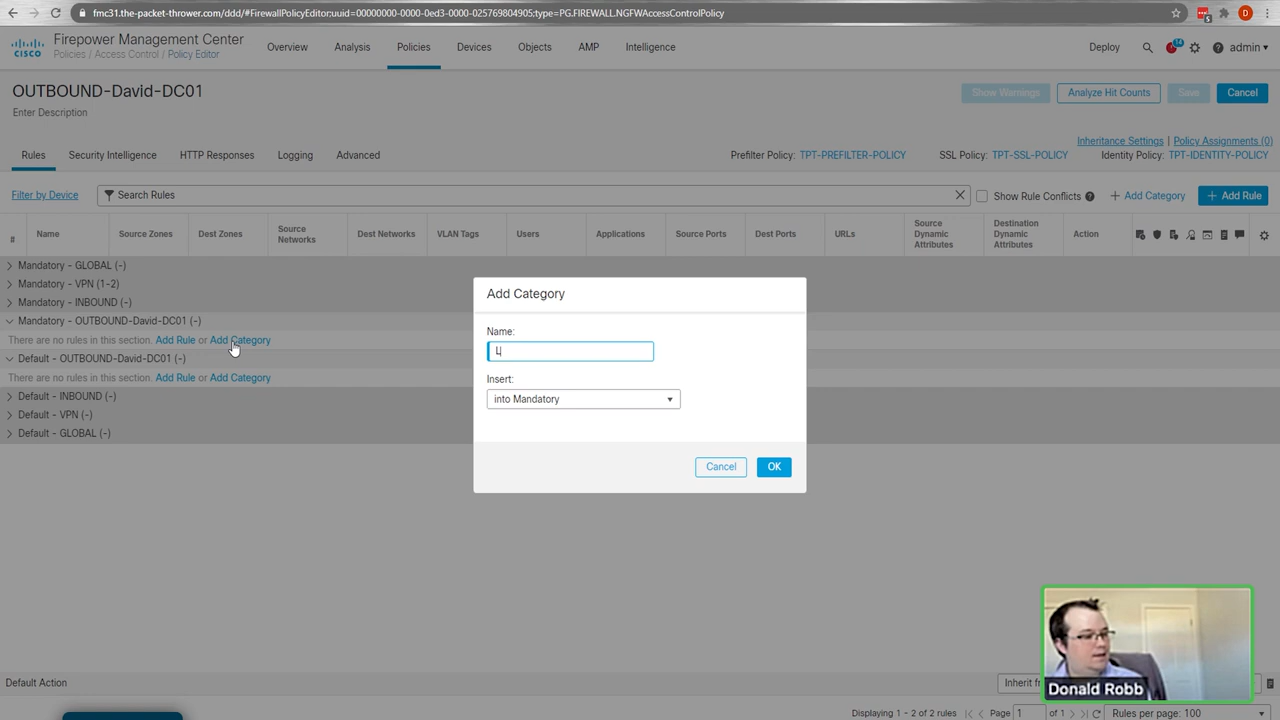 fmc31.the-packet-thrower.com/ddd/#FirewallPolicyEditor;uuid=00000000-0000-0ed3-0000-025769804905;type=PG.FIREWALL.NGFWAccessControlPolicy
5
D
CISCO
Firepower Management Center
Policies / Access Control / Policy Editor
Overview Analysis Policies Devices Objects AMP Intelligence Deploy 14 admin
OUTBOUND-David-DC01
Enter Description
Show Warnings Analyze Hit Counts Save Cancel
Inheritance Settings | Policy Assignments (0)
Rules Security Intelligence HTTP Responses Logging Advanced
Prefilter Policy: TPT-PREFILTER-POLICY SSL Policy: TPT-SSL-POLICY Identity Policy: TPT-IDENTITY-POLICY
Filter by Device Search Rules Show Rule Conflicts + Add Category + Add Rule
# Name Source Zones Dest Zones Source Networks Dest Networks VLAN Tags Users Applications Source Ports Dest Ports URLs Source Dynamic Attributes Destination Dynamic Attributes Action
Mandatory - GLOBAL (-)
Mandatory - VPN (1-2)
Mandatory - INBOUND (-)
Mandatory - OUTBOUND-David-DC01 (-)
There are no rules in this section. Add Rule or Add Category
Default - OUTBOUND-David-DC01 (-)
There are no rules in this section. Add Rule or Add Category
Default - INBOUND (-)
Default - VPN (-)
Default - GLOBAL (-)
Add Category
Name:
L
Insert:
into Mandatory
Cancel OK
Donald Robb
Default Action
Inherit
Displaying 1 - 2 of 2 rules Page 1 of 1 Rules per page: 100